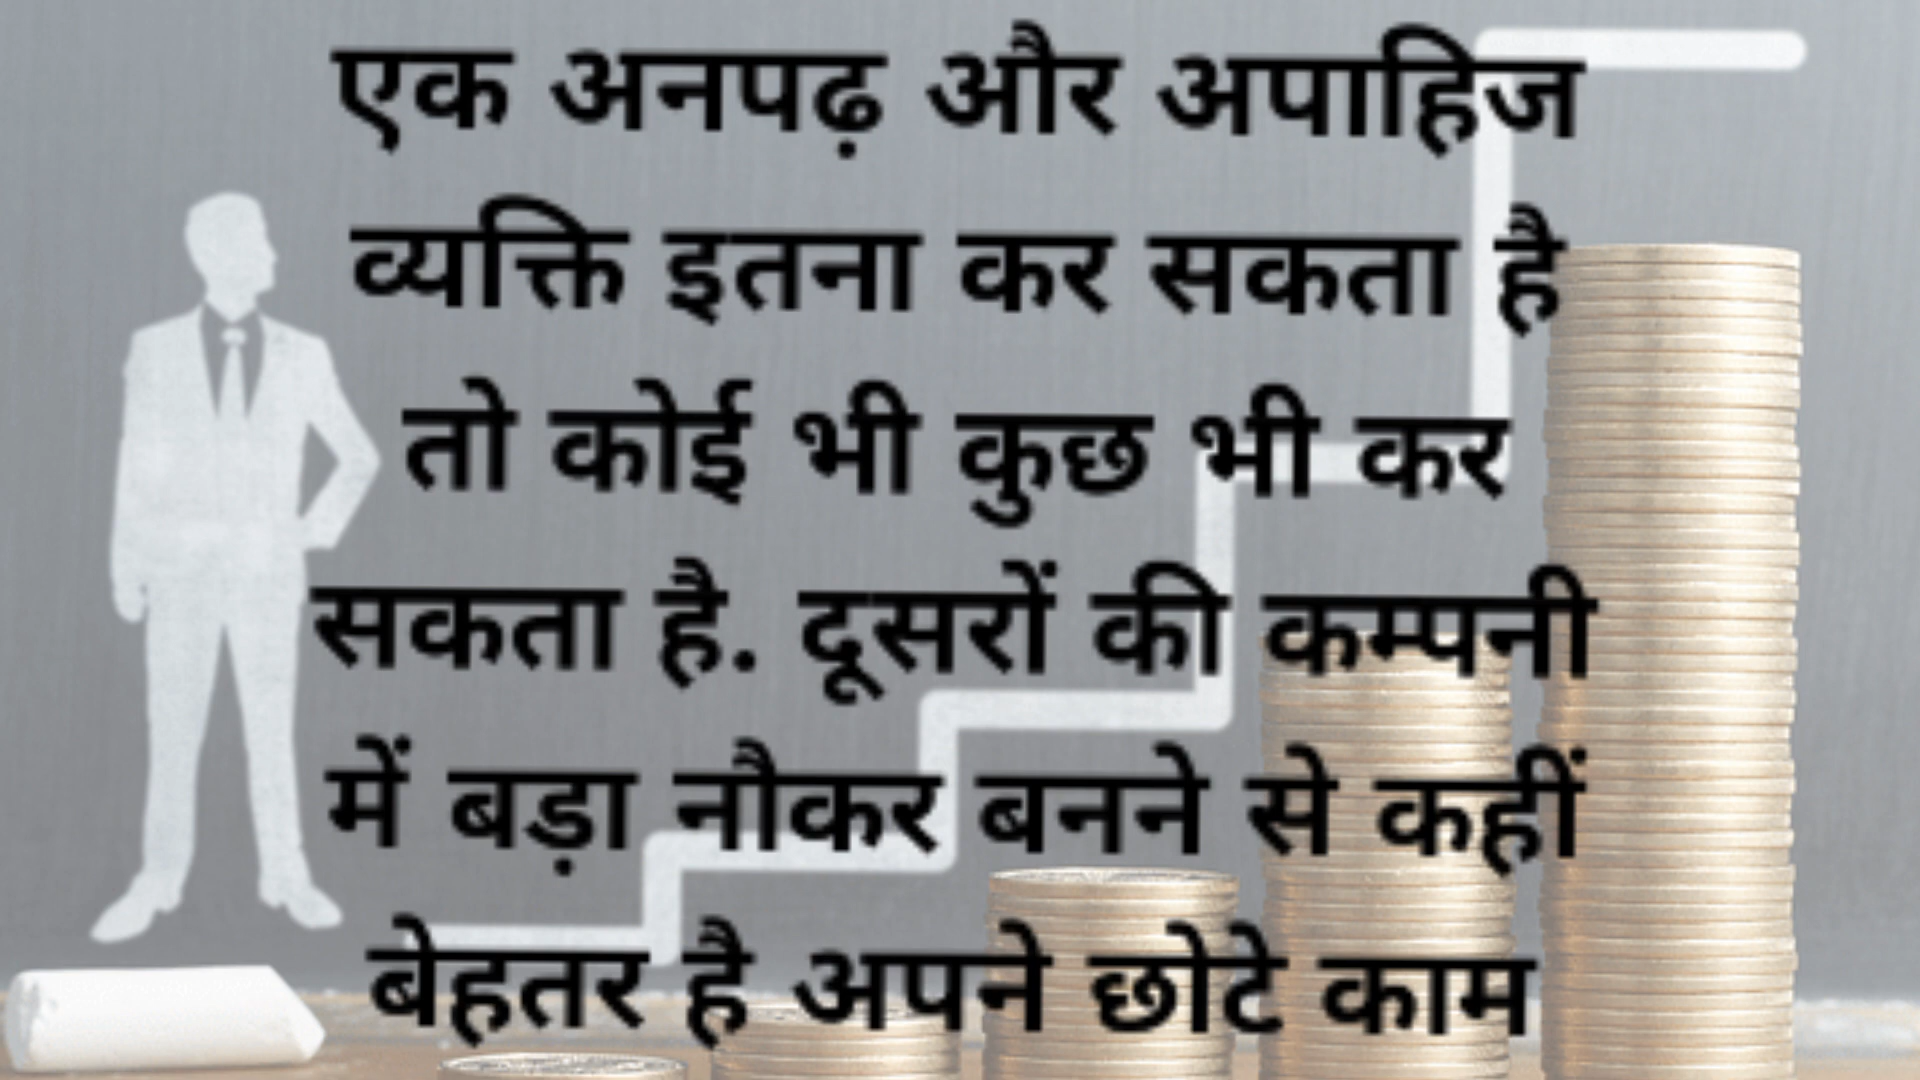 एक अनपढ़ और अपाहिज
व्यक्ति इतना कर सकता है
तो कोई भी कुछ भी कर
सकता है. दूसरों की कम्पनी
में बड़ा नौकर बनने से कहीं
बेहतर है अपने छोटे काम